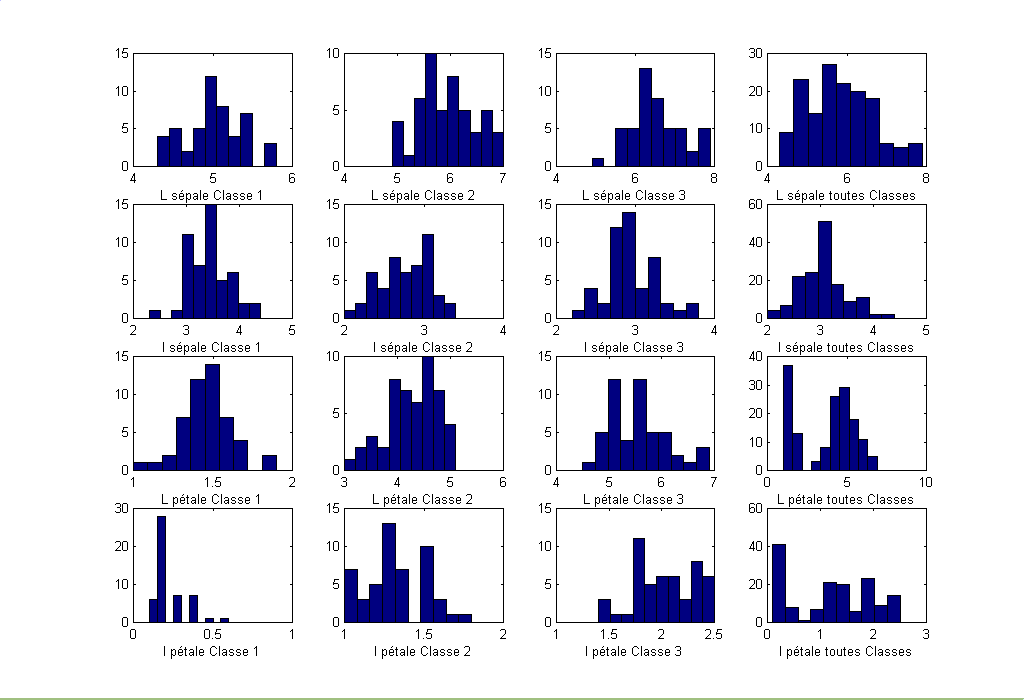 15 10 5 0
4 5 6
L sépale Classe 1
10 5 0
4 5 6 7
L sépale Classe 2
15 10 5 0
4 6 8
L sépale Classe 3
30 20 10 0
4 6 8
L sépale toutes Classes
15 10 5 0
2 3 4 5
l sépale Classe 1
15 10 5 0
2 3 4
l sépale Classe 2
15 10 5 0
2 3 4
l sépale Classe 3
60 40 20 0
2 3 4 5
l sépale toutes Classes
15 10 5 0
1 1.5 2
L pétale Classe 1
10 5 0
3 4 5 6
L pétale Classe 2
15 10 5 0
4 5 6 7
L pétale Classe 3
40 30 20 10 0
0 5 10
L pétale toutes Classes
30 20 10 0
0 0.5 1
l pétale Classe 1
15 10 5 0
1 1.5 2
l pétale Classe 2
15 10 5 0
1 1.5 2 2.5
l pétale Classe 3
60 40 20 0
0 1 2 3
l pétale toutes Classes